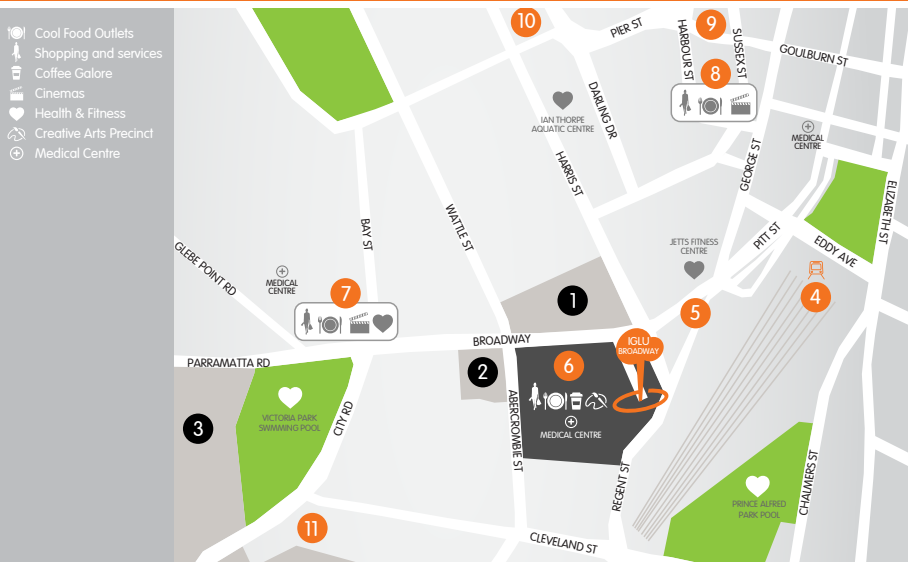 Cool Food Outlets
Shopping and services
Coffee Galore
Cinemas
Health & Fitness
Creative Arts Precinct
Medical Centre
10
PIER ST
HARBOUR ST
9
SUSSEX ST
GOULBURN ST
8
DARLING DR
IAN THORPE
AQUATIC CENTRE
MEDICAL
CENTRE
HARRIS ST
GEORGE ST
ELIZABETH ST
WATTLE ST
BAY ST
PITT ST
EDDY AVE
GLEBE POINT RD
JETTS FITNESS
CENTRE
MEDICAL
CENTRE
4
7
1
5
BROADWAY
IGLU
BROADWAY
PARRAMATTA RD
2
6
VICTORIA PARK
SWIMMING POOL
CITY RD
3
ABERCROMBIE ST
MEDICAL CENTRE
REGENT ST
CHALMERS ST
PRINCE ALFRED
PARK POOL
11
CLEVELAND ST